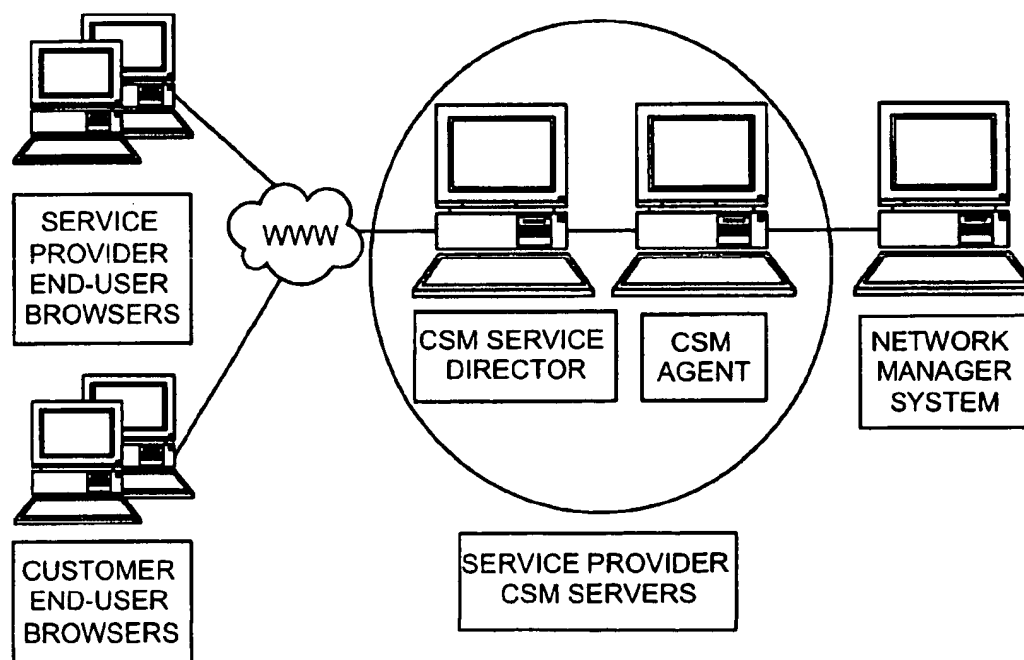 SERVICE
PROVIDER
END-USER
BROWSERS
WWW
CSM SERVICE
DIRECTOR
CSM
AGENT
NETWORK
MANAGER
SYSTEM
CUSTOMER
END-USER
BROWSERS
SERVICE PROVIDER
CSM SERVERS